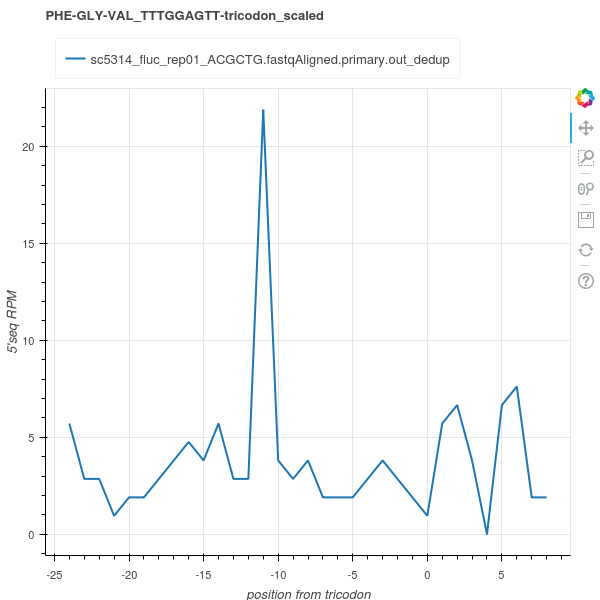 PHE-GLY-VAL_TTTGGAGTT-tricodon_scaled
sc5314_fluc_rep01_ACGCTG.fastqAligned.primary.out_dedup
20
15
10
5
0
5'seq RPM
-25 -20 -15 -10 -5 0 5
position from tricodon